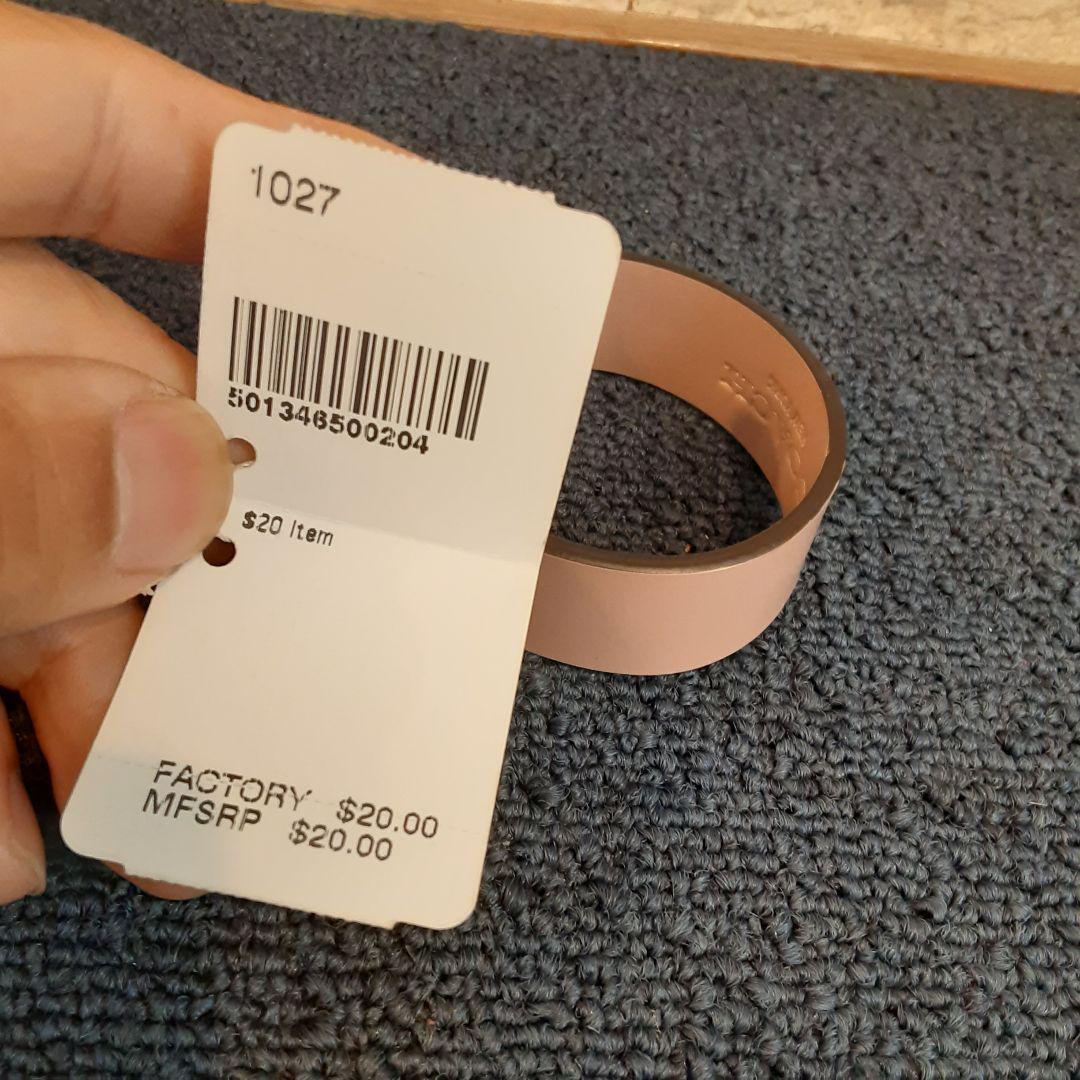 1027
501346500204
$20 Item
FACTORY $20.00
MFSRP $20.00